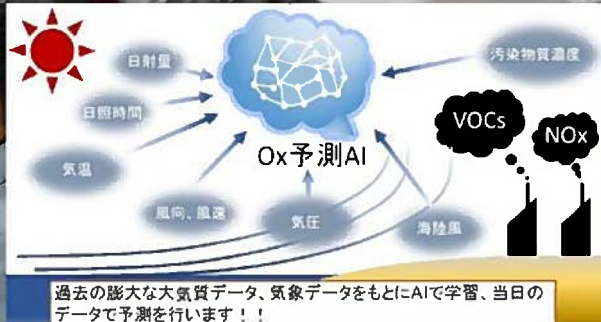 日射量
汚染物質濃度
日照時間
VOCs
NOx
Ox予測AI
気温
風向、風速
気圧
海陸風
過去の膨大な大気質データ、気象データをもとにAIで学習、当日の
データで予測を行います！！